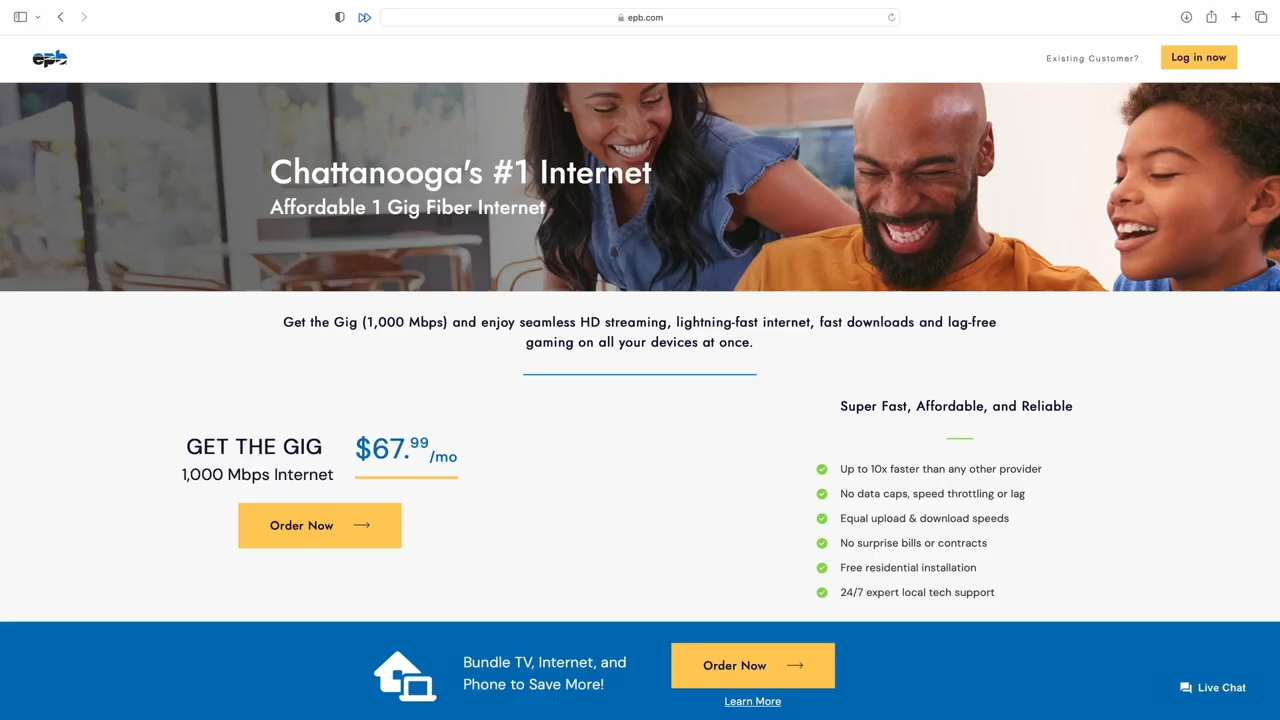 epb.com
epb
Existing Customer?
Log in now
Chattanooga's #1 Internet
Affordable 1 Gig Fiber Internet
Get the Gig (1,000 Mbps) and enjoy seamless HD streaming, lightning-fast internet, fast downloads and lag-free
gaming on all your devices at once.
GET THE GIG
1,000 Mbps Internet
$67.99/mo
Order Now
Super Fast, Affordable, and Reliable
Up to 10x faster than any other provider
No data caps, speed throttling or lag
Equal upload & download speeds
No surprise bills or contracts
Free residential installation
24/7 expert local tech support
Bundle TV, Internet, and
Phone to Save More!
Order Now
Learn More
Live Chat